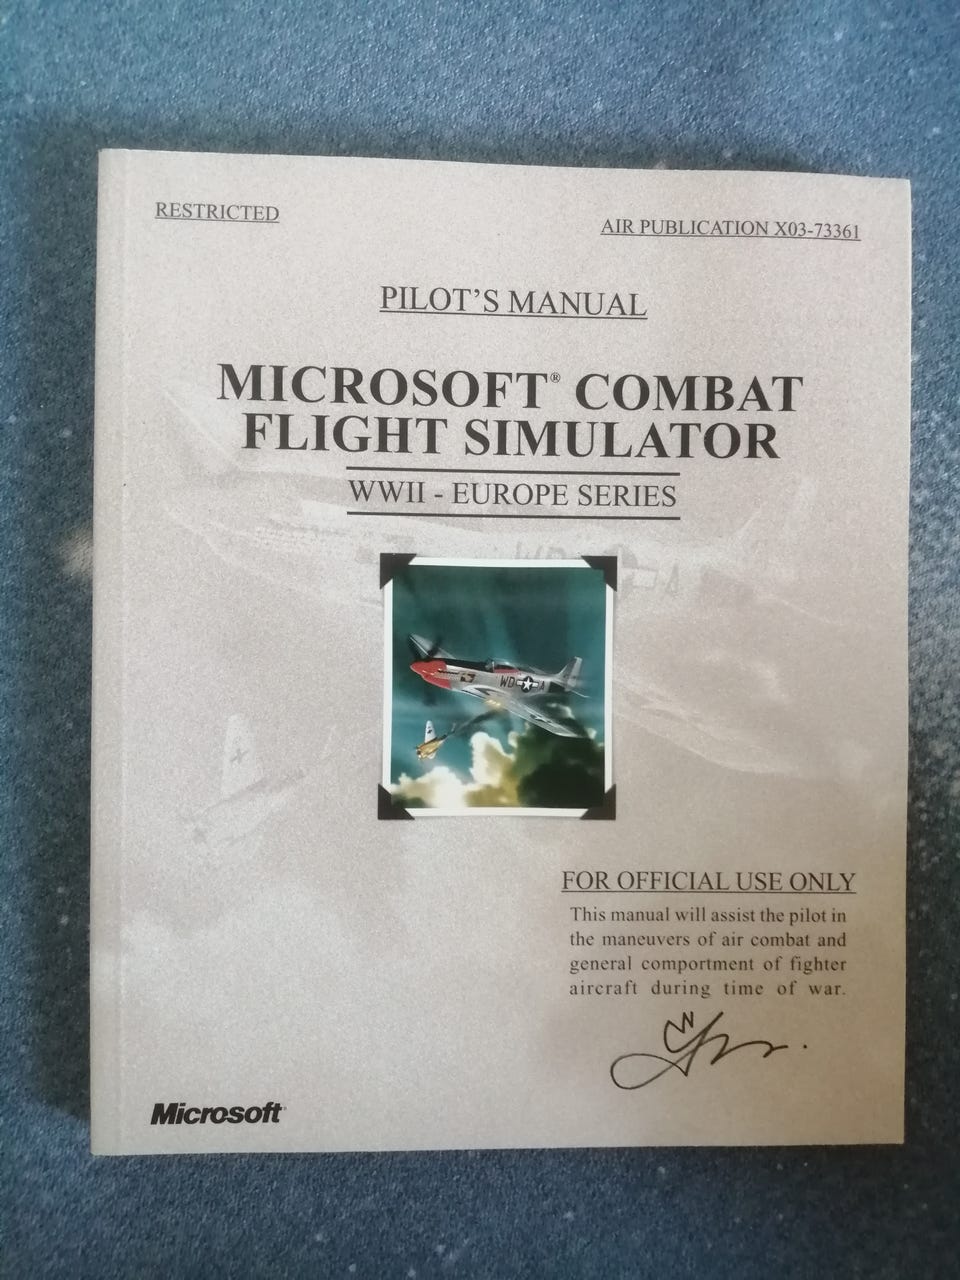 RESTRICTED
AIR PUBLICATION X03-73361
PILOT'S MANUAL
MICROSOFT® COMBAT
FLIGHT SIMULATOR
WWII - EUROPE SERIES
WD A
WD A
FOR OFFICIAL USE ONLY
This manual will assist the pilot in
the maneuvers of air combat and
general comportment of fighter
aircraft during time of war.
Microsoft